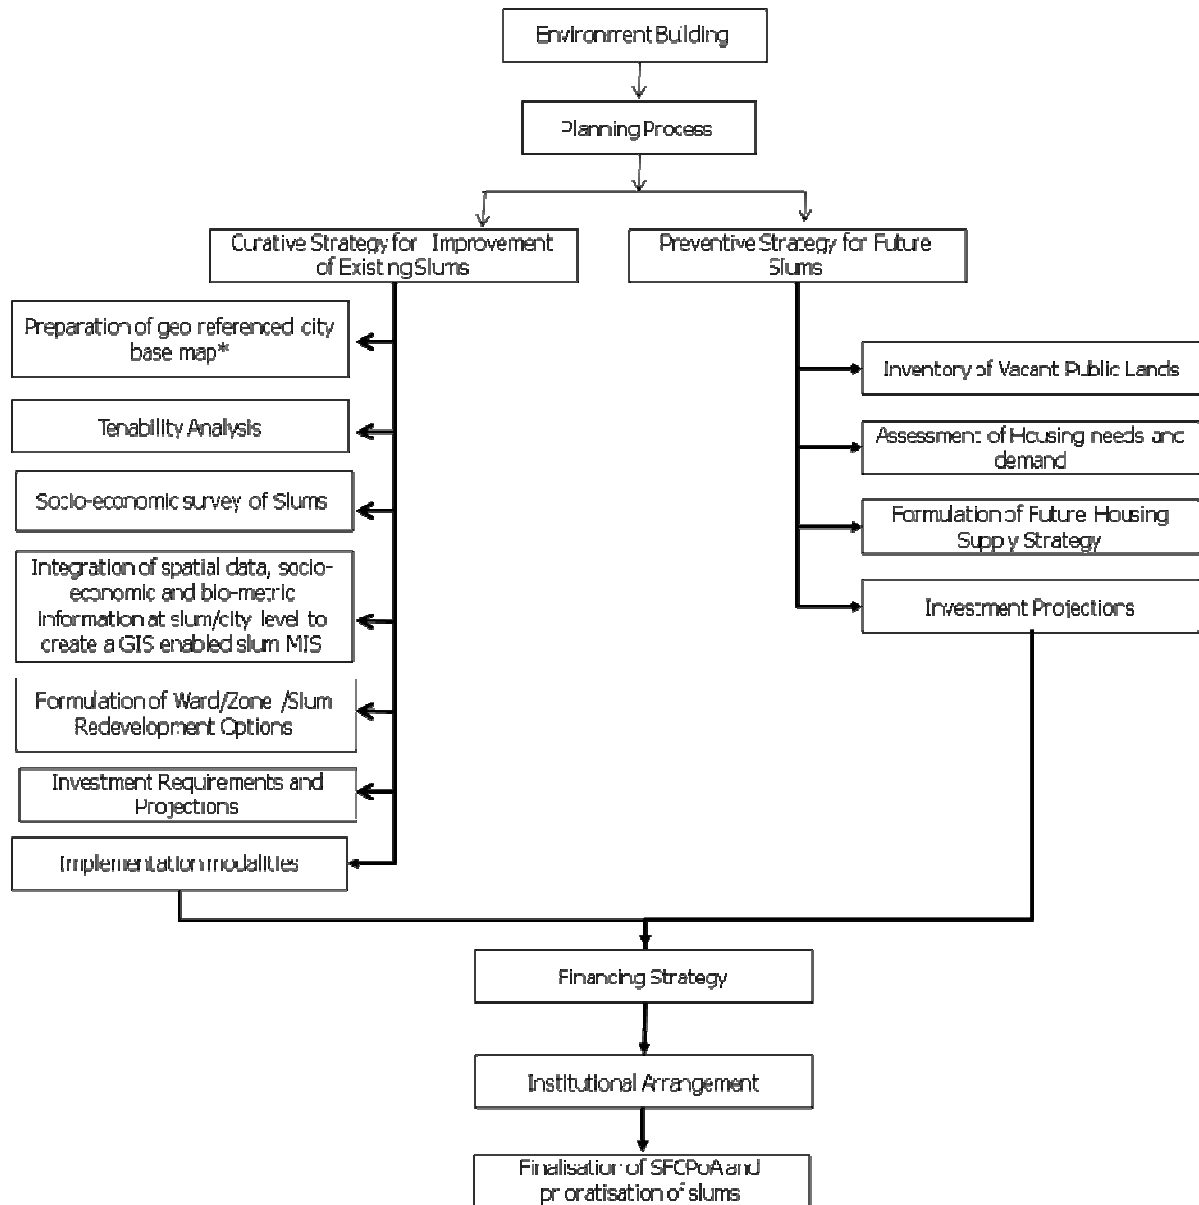 Environment Building
Planning Process
Curative Strategy for Improvement
of Existing Slums
Preventive Strategy for Future
Slums
Preparation of geo referenced city
base map*
Tenability Analysis
Socio-economic survey of Slums
Integration of spatial data, socio-
economic and bio-metric
information at slum/city level to
create a GIS enabled slum MIS
Formulation of Ward/Zone /Slum
Redevelopment Options
Investment Requirements and
Projections
Implementation modalities
Inventory of Vacant Public Lands
Assessment of Housing needs and
demand
Formulation of Future Housing
Supply Strategy
Investment Projections
Financing Strategy
Institutional Arrangement
Finalisation of SFCPoA and
prioratisation of slums